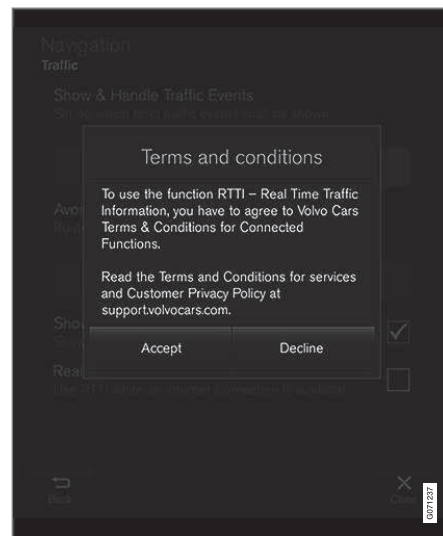 Navigation
Traffic
Show & Handle Traffic Events
Terms and conditions
To use the function RTTI – Real Time Traffic
Information, you have to agree to Volvo Cars
Terms & Conditions for Connected
Functions.
Read the Terms and Conditions for services
and Customer Privacy Policy at
support.volvocars.com.
Accept
Decline
Back
Close
G071237